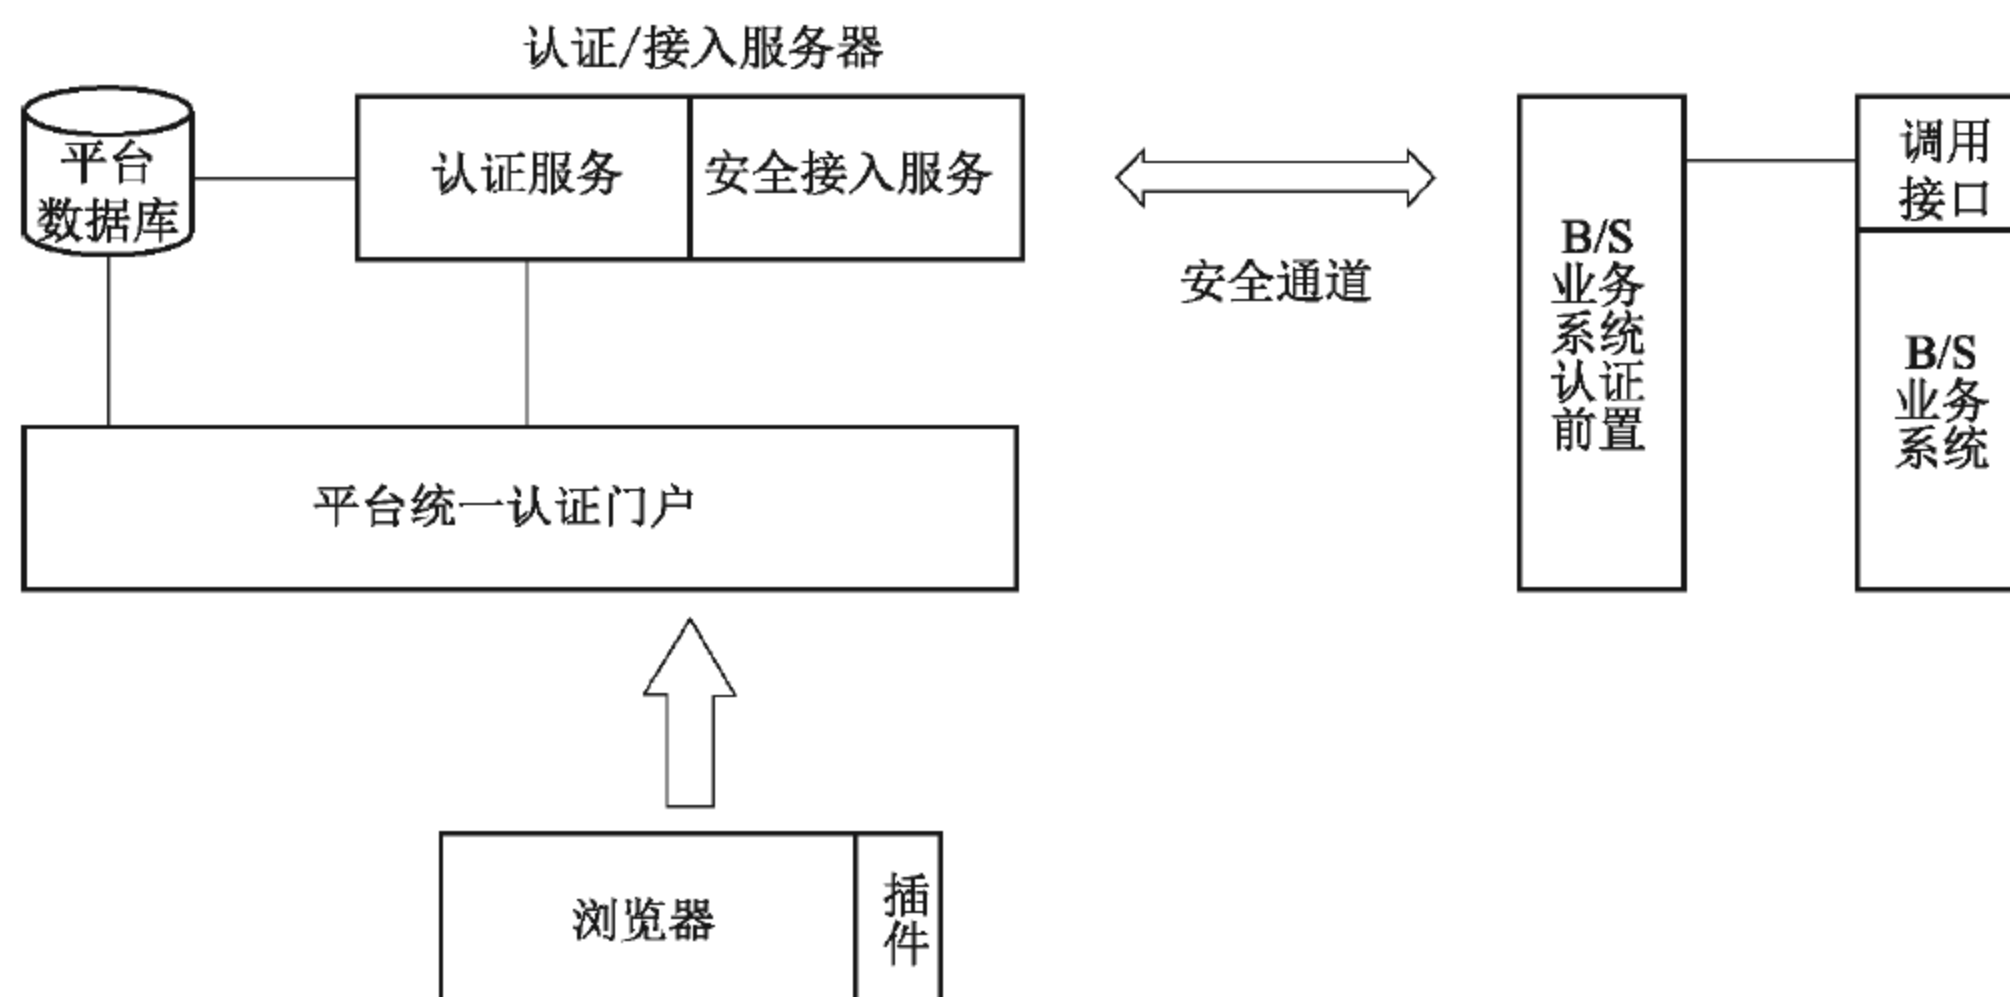 认证/接入服务器
平台
数据库
认证服务
安全接入服务
安全通道
B/S
业务
系统
认证
前置
调用
接口
B/S
业务
系统
平台统一认证门户
浏览器
插
件